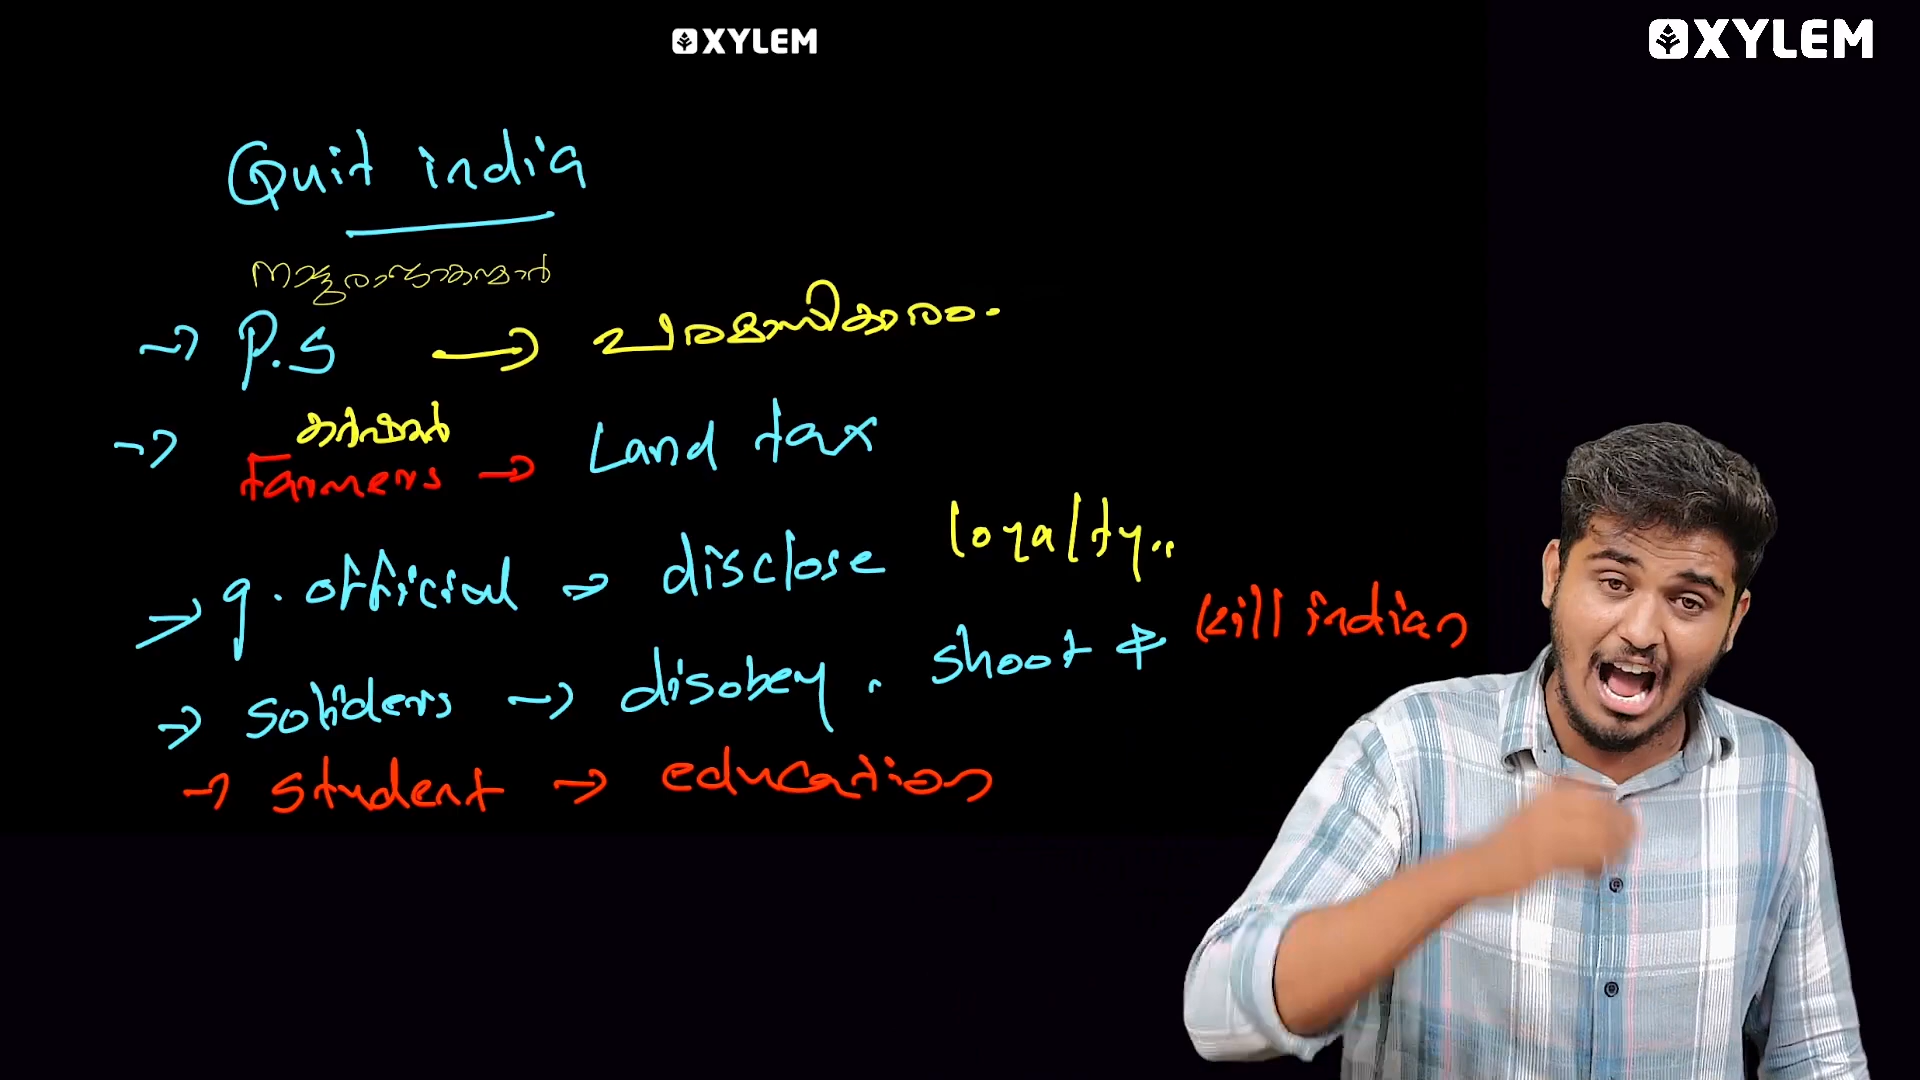 XYLEM
XYLEM
Quit india
നാട്ടുരാജാക്കന്മാർ
→ P.S → പരമാധികാരം.
കർഷകർ
→ Farmers → Land tax
→ g. official → disclose loyalty..
→ soliders → disobey. shoot & kill indian
→ student → education